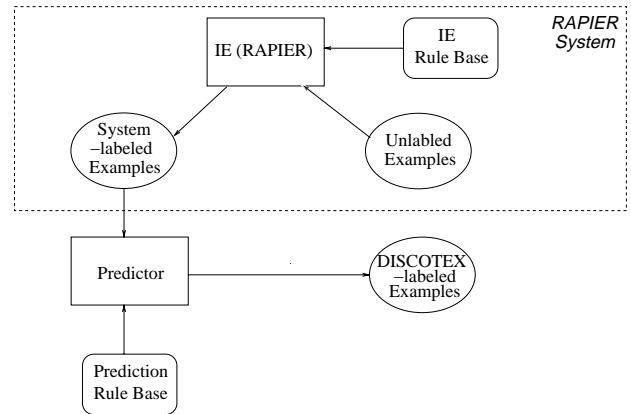 RAPIER
System
IE (RAPIER)
IE
Rule Base
System
–labeled
Examples
Unlabled
Examples
Predictor
DISCOTEX
–labeled
Examples
Prediction
Rule Base